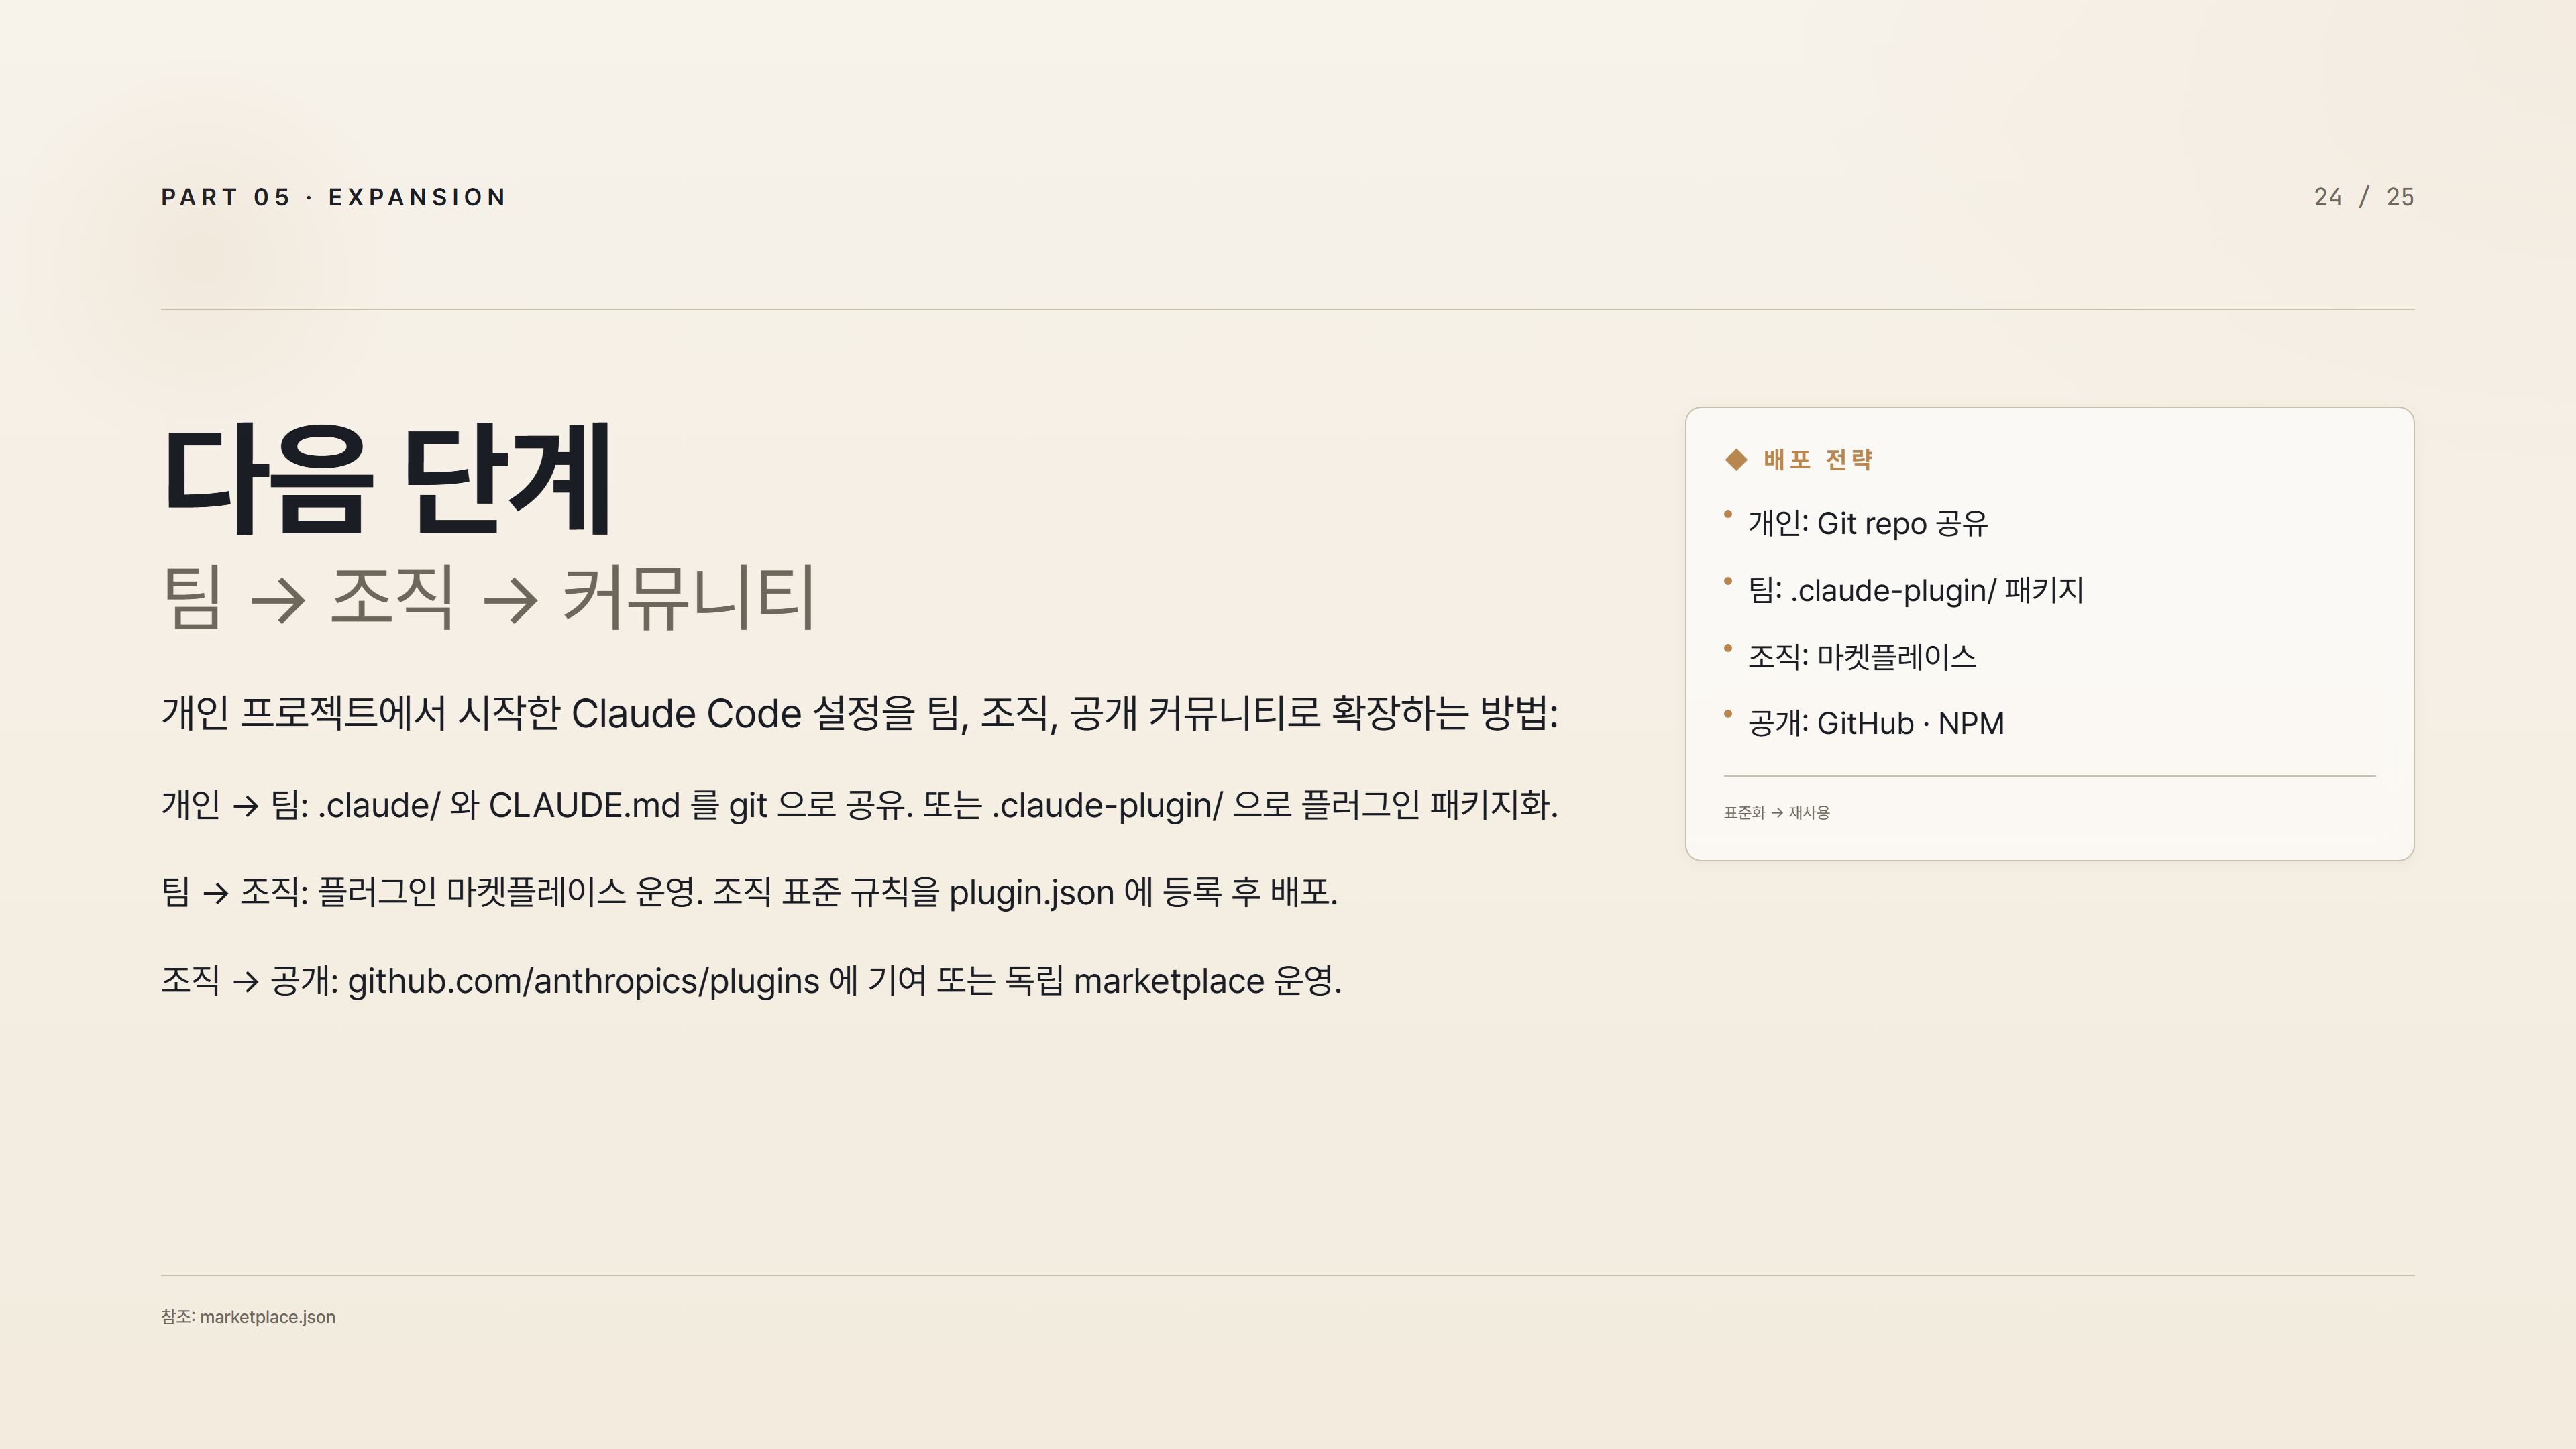 PART 05 · EXPANSION
24 / 25
다음 단계
팀 → 조직 → 커뮤니티
개인 프로젝트에서 시작한 Claude Code 설정을 팀, 조직, 공개 커뮤니티로 확장하는 방법:
개인 → 팀: .claude/ 와 CLAUDE.md 를 git 으로 공유. 또는 .claude-plugin/ 으로 플러그인 패키지화.
팀 → 조직: 플러그인 마켓플레이스 운영. 조직 표준 규칙을 plugin.json 에 등록 후 배포.
조직 → 공개: github.com/anthropics/plugins 에 기여 또는 독립 marketplace 운영.
◆ 배포 전략
• 개인: Git repo 공유
• 팀: .claude-plugin/ 패키지
• 조직: 마켓플레이스
• 공개: GitHub · NPM
표준화 → 재사용
참조: marketplace.json